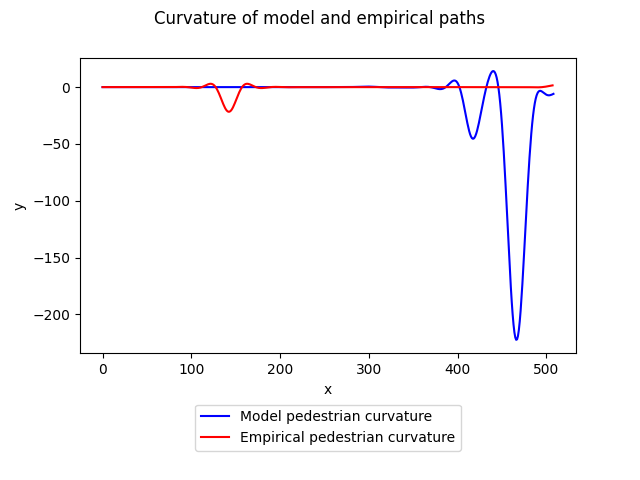 Curvature of model and empirical paths
0
−50
−100
−150
−200
y
0 100 200 300 400 500
x
Model pedestrian curvature
Empirical pedestrian curvature